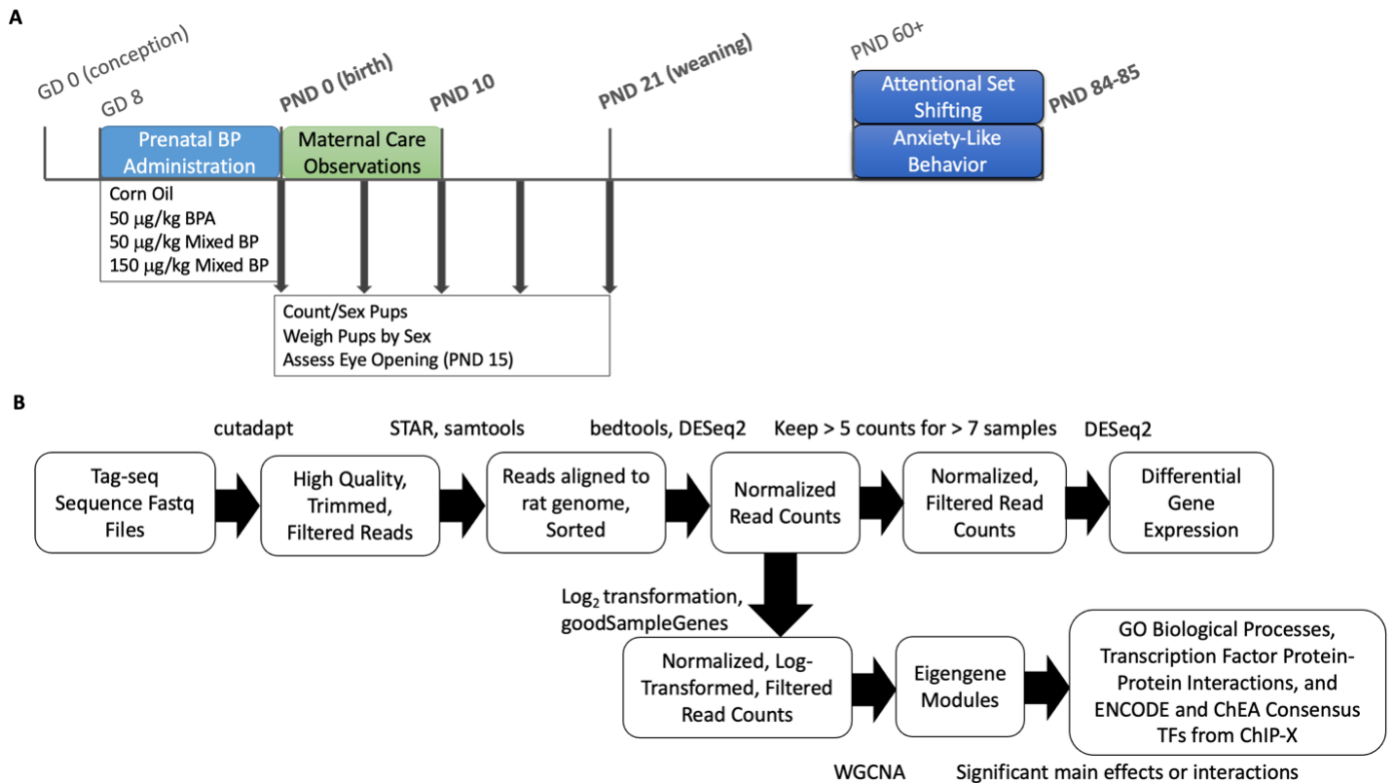 A
GD 0 (conception)
GD 8
PND 0 (birth)
PND 10
PND 21 (weaning)
PND 60+
PND 84-85
Prenatal BP
Administration
Maternal Care
Observations
Attentional Set
Shifting
Anxiety-Like
Behavior
Corn Oil
50 µg/kg BPA
50 µg/kg Mixed BP
150 µg/kg Mixed BP
Count/Sex Pups
Weigh Pups by Sex
Assess Eye Opening (PND 15)
B
cutadapt
STAR, samtools
bedtools, DESeq2
Keep > 5 counts for > 7 samples
DESeq2
Tag-seq
Sequence Fastq
Files
High Quality,
Trimmed,
Filtered Reads
Reads aligned to
rat genome,
Sorted
Normalized
Read Counts
Normalized,
Filtered Read
Counts
Differential
Gene
Expression
Log₂ transformation,
goodSampleGenes
Normalized, Log-
Transformed, Filtered
Read Counts
Eigengene
Modules
GO Biological Processes,
Transcription Factor Protein-
Protein Interactions, and
ENCODE and ChEA Consensus
TFs from ChIP-X
WGCNA
Significant main effects or interactions